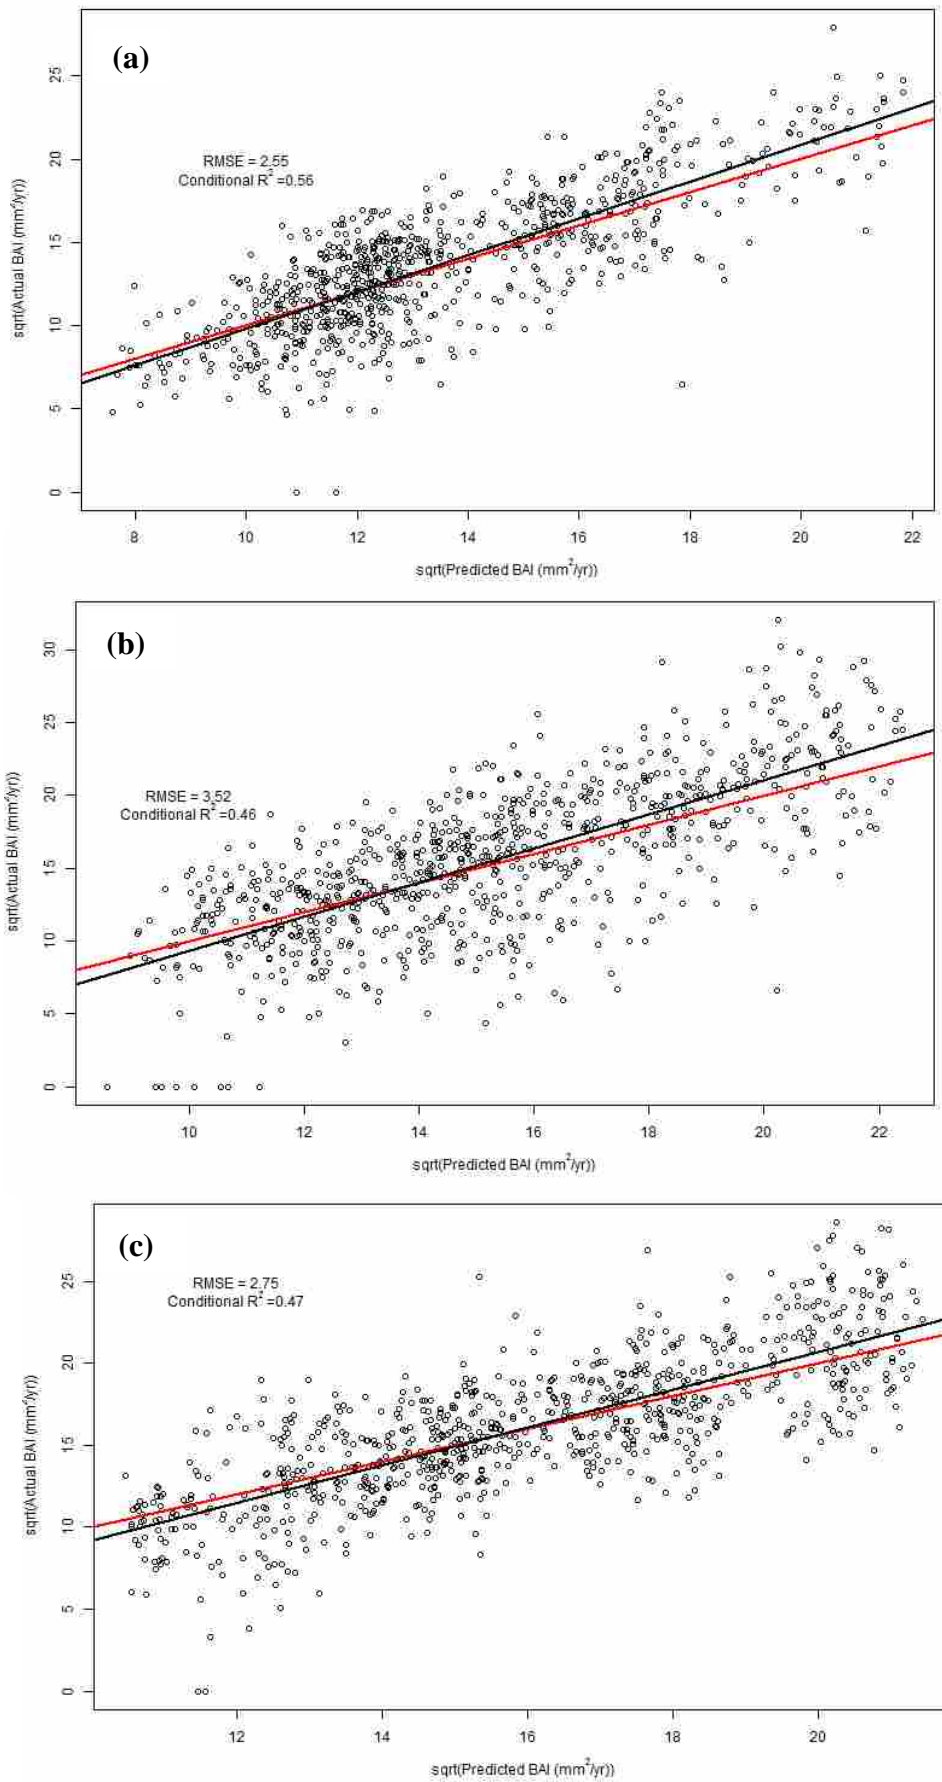 (a)
RMSE = 2.55
Conditional R² =0.56
sqrt(Actual BAI (mm²/yr))
25
20
15
10
5
0
8 10 12 14 16 18 20 22
sqrt(Predicted BAI (mm²/yr))
(b)
RMSE = 3.52
Conditional R² =0.46
sqrt(Actual BAI (mm²/yr))
30
25
20
15
10
5
0
10 12 14 16 18 20 22
sqrt(Predicted BAI (mm²/yr))
(c)
RMSE = 2.75
Conditional R² =0.47
sqrt(Actual BAI (mm²/yr))
25
20
15
10
5
0
12 14 16 18 20
sqrt(Predicted BAI (mm²/yr))